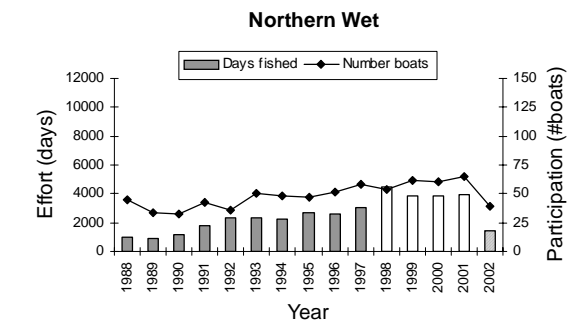 Northern Wet
Days fished Number boats
12000 150
10000 125
8000 100
6000 75
4000 50
2000 25
0 0
Effort (days)
Participation (#boats)
1988 1989 1990 1991 1992 1993 1994 1995 1996 1997 1998 1999 2000 2001 2002
Year